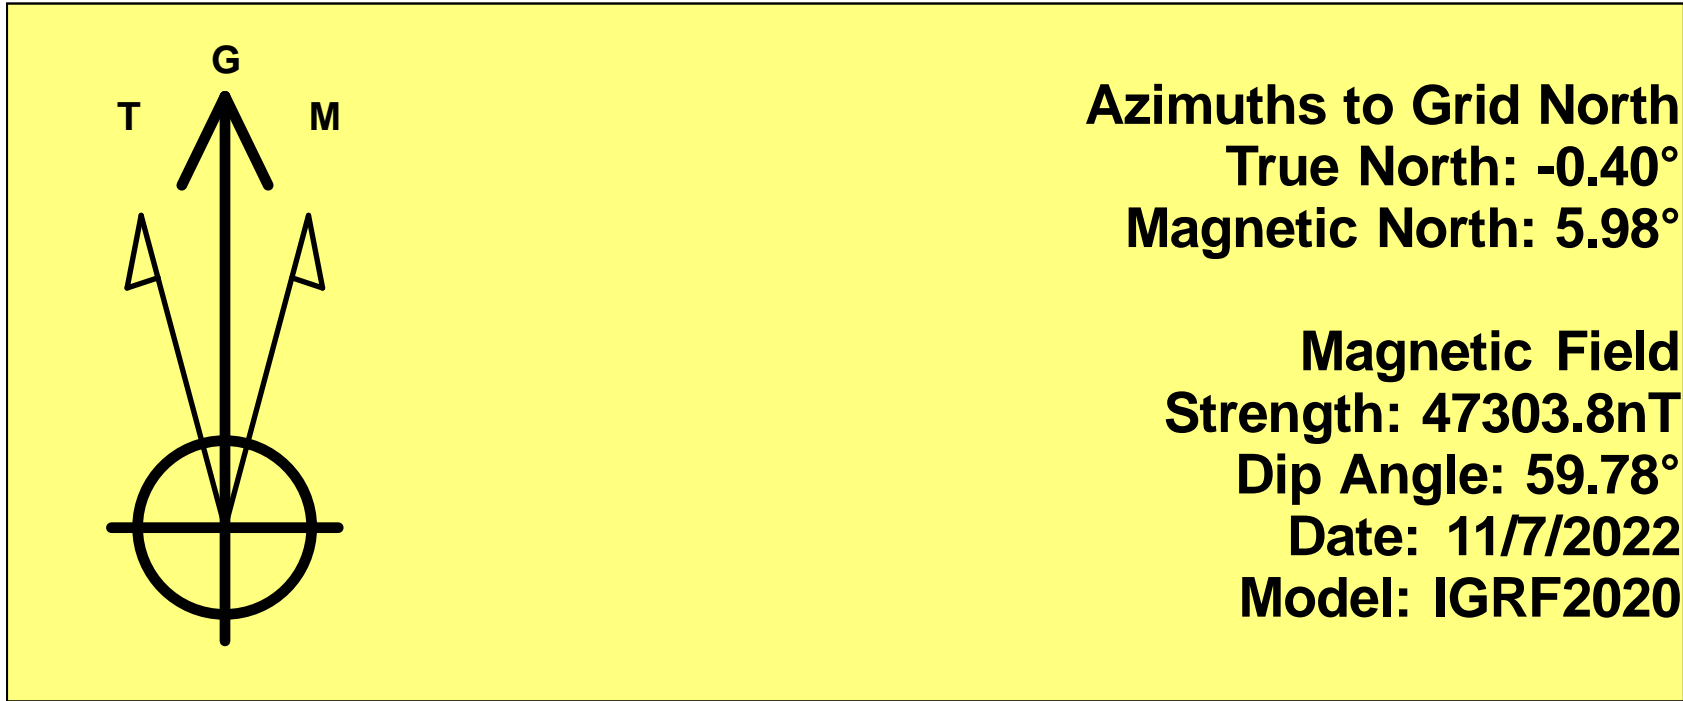 G
T M
Azimuths to Grid North
True North: -0.40°
Magnetic North: 5.98°
Magnetic Field
Strength: 47303.8nT
Dip Angle: 59.78°
Date: 11/7/2022
Model: IGRF2020